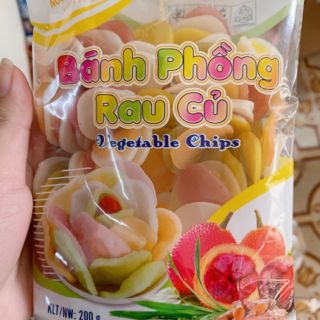 Bánh Phồng
Rau Củ
Vegetable Chips
KLT/NW: 200 g